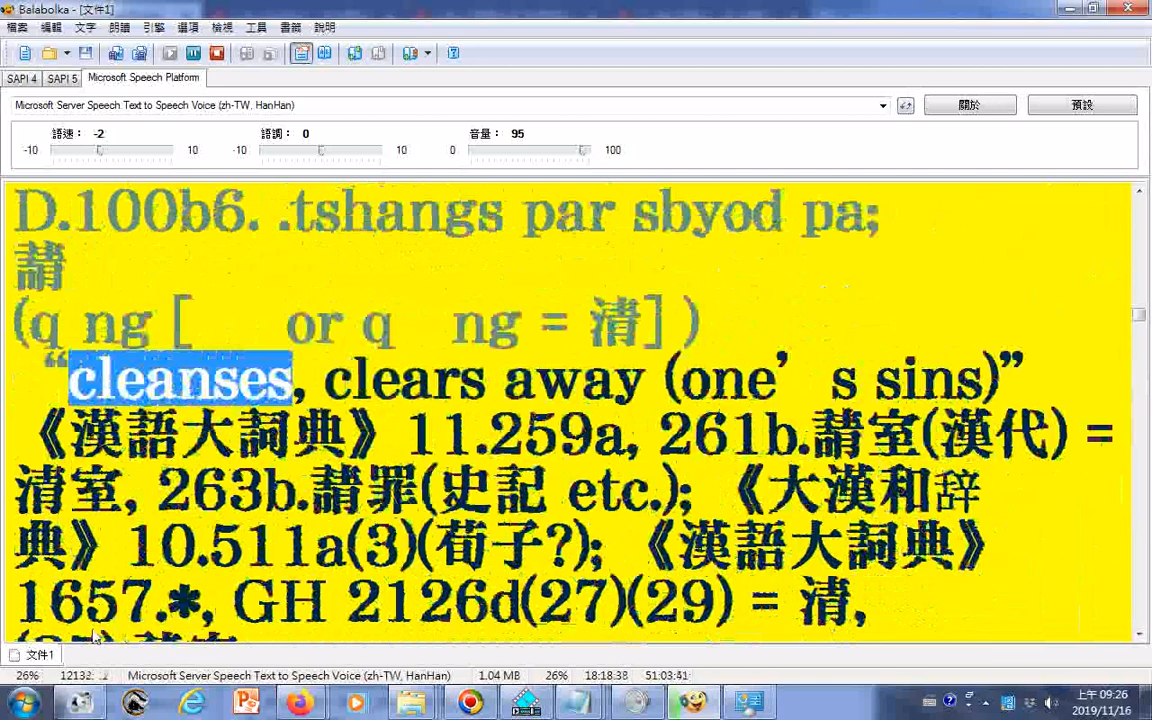 Balabolka - [文件1]
檔案 編輯 文字 朗讀 引擎 選項 檢視 工具 書籤 說明
SAPI 4 SAPI 5 Microsoft Speech Platform
Microsoft Server Speech Text to Speech Voice (zh-TW, HanHan) 關於 預設
語速： -2 語調： 0 音量： 95
-10 10 -10 10 0 100
D.100b6. .tshangs par sbyod pa;
請
(q ng [ or q ng = 清] )
“cleanses, clears away (one’ s sins)”
《漢語大詞典》 11.259a, 261b.請室(漢代) =
清室, 263b.請罪(史記 etc.); 《大漢和辞
典》 10.511a(3)(荀子?); 《漢語大詞典》
1657.*, GH 2126d(27)(29) = 清,
文件1
26% Microsoft Server Speech Text to Speech Voice (zh-TW, HanHan) 1.04 MB 26% 18:18:38 51:03:41
上午 09:26
2019/11/16